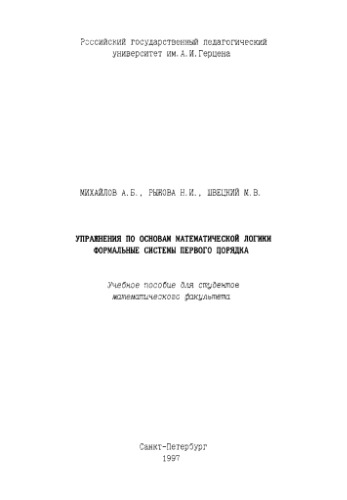 Российский государственный педагогический
университет им.А.И.Герцена
МИХАЙЛОВ А.Б., РЫКОВА Н.И., ШВЕЦКИЙ М.В.
УПРАЖНЕНИЯ ПО ОСНОВАМ МАТЕМАТИЧЕСКОЙ ЛОГИКИ
ФОРМАЛЬНЫЕ СИСТЕМЫ ПЕРВОГО ПОРЯДКА
Учебное пособие для студентов
математического факультета
Санкт-Петербург
1997